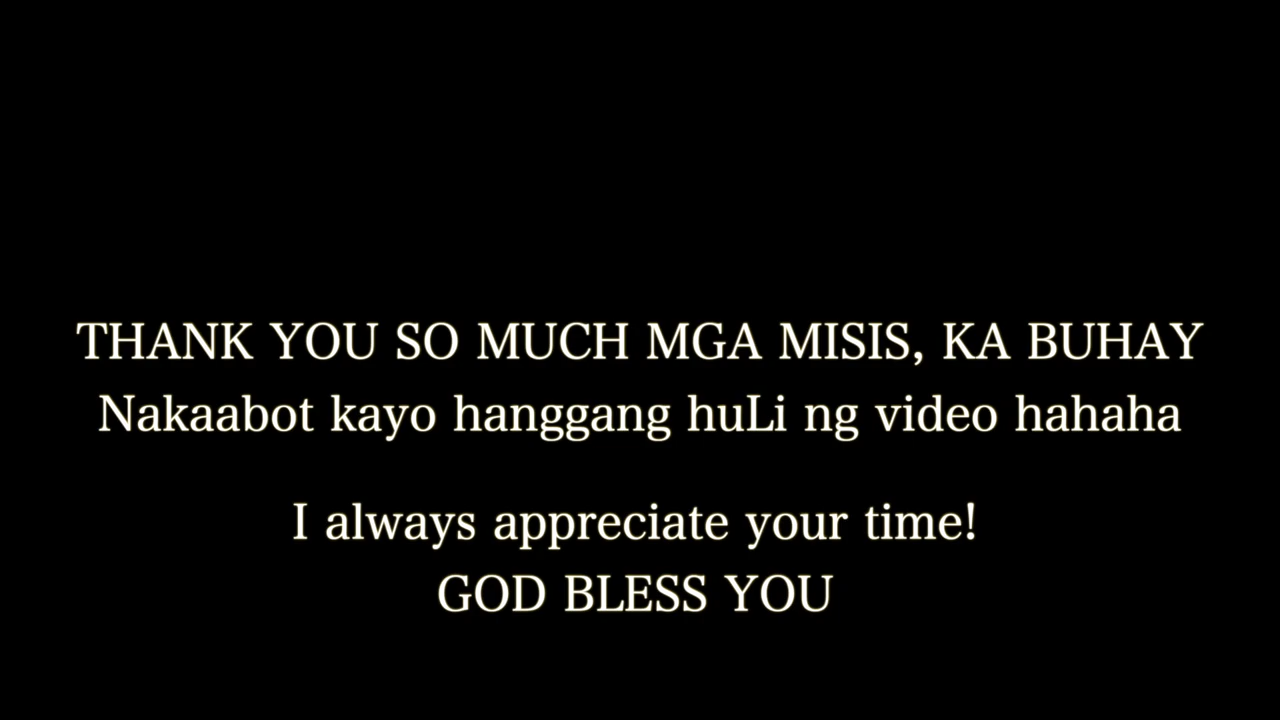 THANK YOU SO MUCH MGA MISIS, KA BUHAY
Nakaabot kayo hanggang huLi ng video hahaha
I always appreciate your time!
GOD BLESS YOU